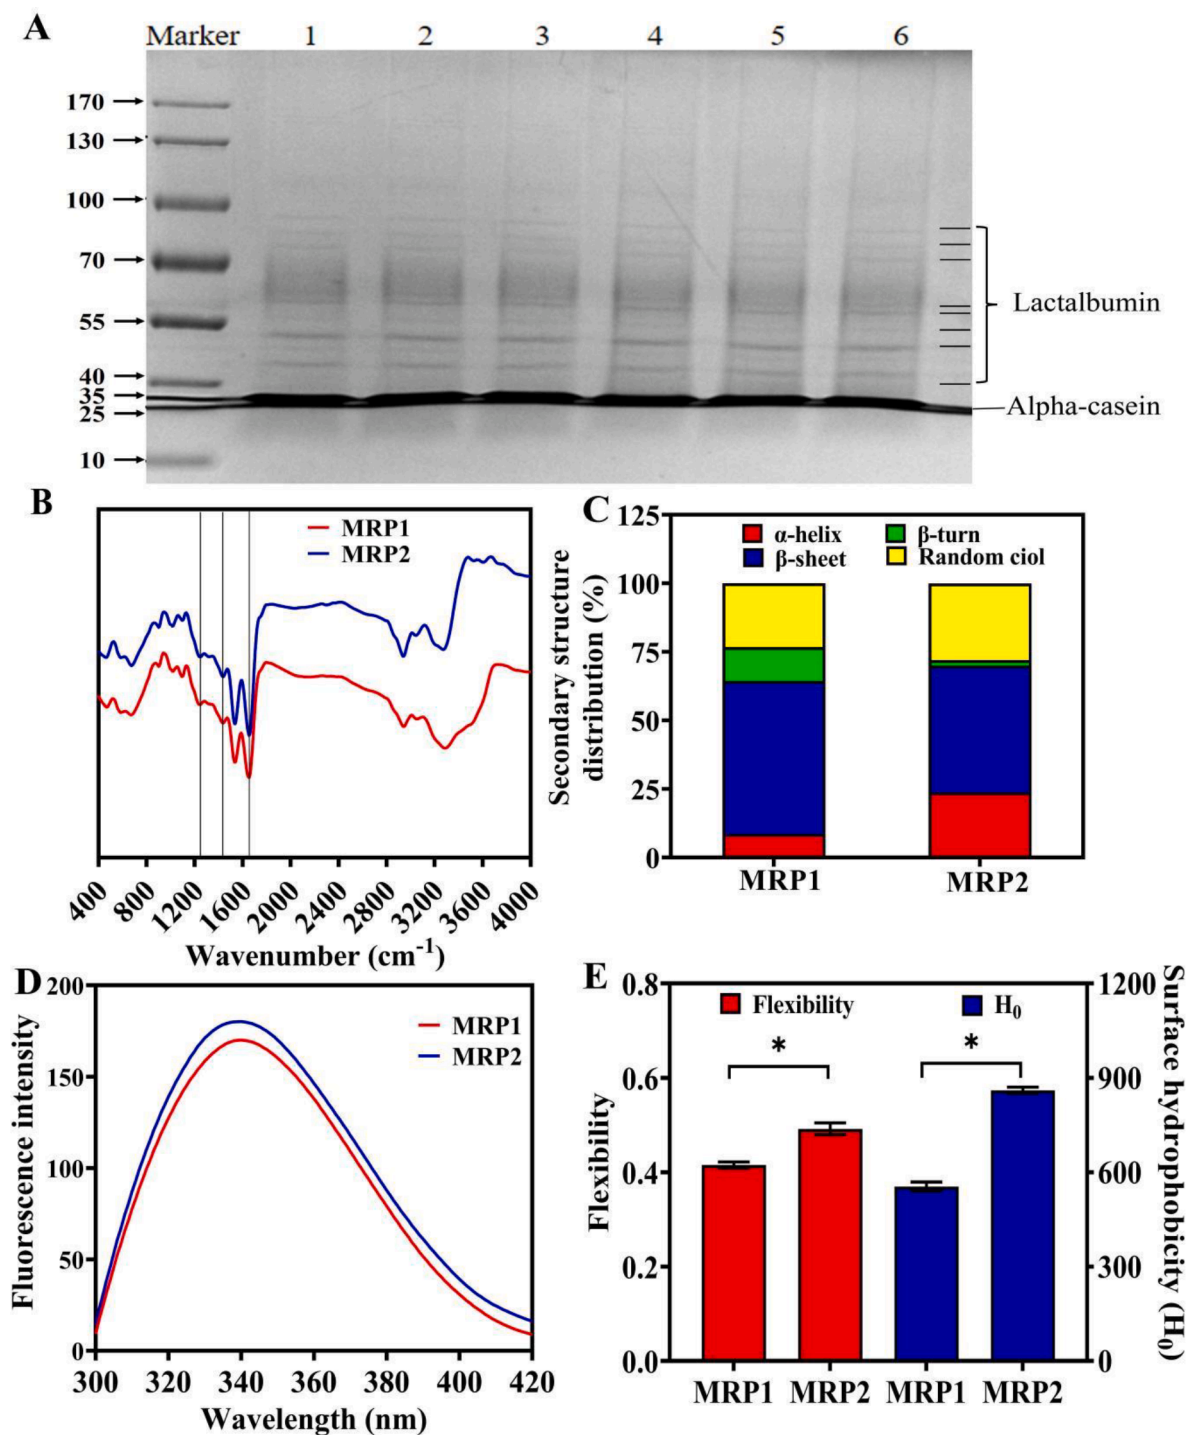 A
Marker 1 2 3 4 5 6
170
130
100
70
55
40
35
25
10
Lactalbumin
Alpha-casein
B
MRP1
MRP2
400 800 1200 1600 2000 2400 2800 3200 3600 4000
Wavenumber (cm⁻¹)
C
Secondary structure
distribution (%)
125
100
75
50
25
0
α-helix β-turn
β-sheet Random ciol
MRP1 MRP2
D
Fluorescence intensity
200
150
100
50
0
MRP1
MRP2
300 320 340 360 380 400 420
Wavelength (nm)
E
Flexibility
0.8
0.6
0.4
0.2
0.0
Flexibility H₀
* *
MRP1 MRP2 MRP1 MRP2
1200
900
600
300
0
Surface hydrophobicity (H₀)